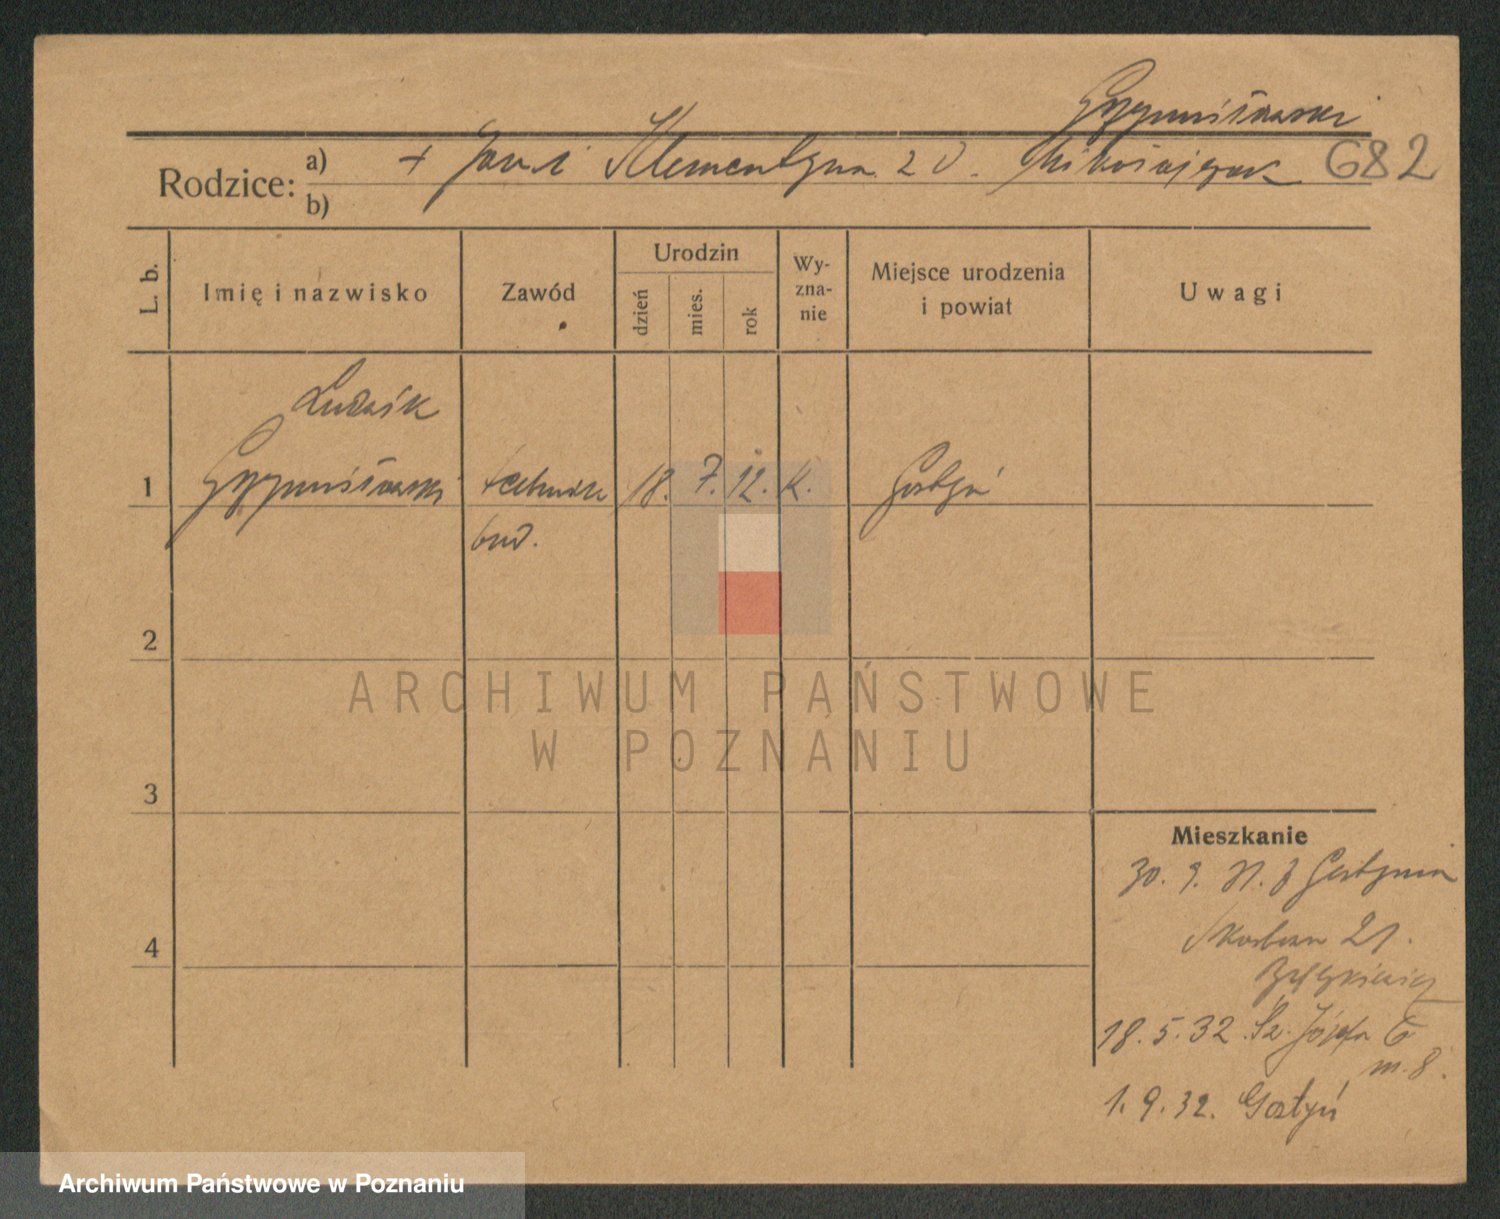 Grzymisławski
Rodzice: a) + Jan i Klementyna z d. Mikołajczak 682
b)
L. b.
Imię i nazwisko
Zawód
Urodzin
dzień
mies.
rok
Wy-
zna-
nie
Miejsce urodzenia
i powiat
Uwagi
Ludwik
1 Grzymisławski technik 18. 7. 12. k. Gostyń
bud.
2
ARCHIWUM PAŃSTWOWE
W POZNANIU
3
Mieszkanie
30. 9. 31. z Gostynia
4
21.
18. 5. 32. Św. Józefa 6
m. 8.
1. 9. 32. Gostyń
Archiwum Państwowe w Poznaniu